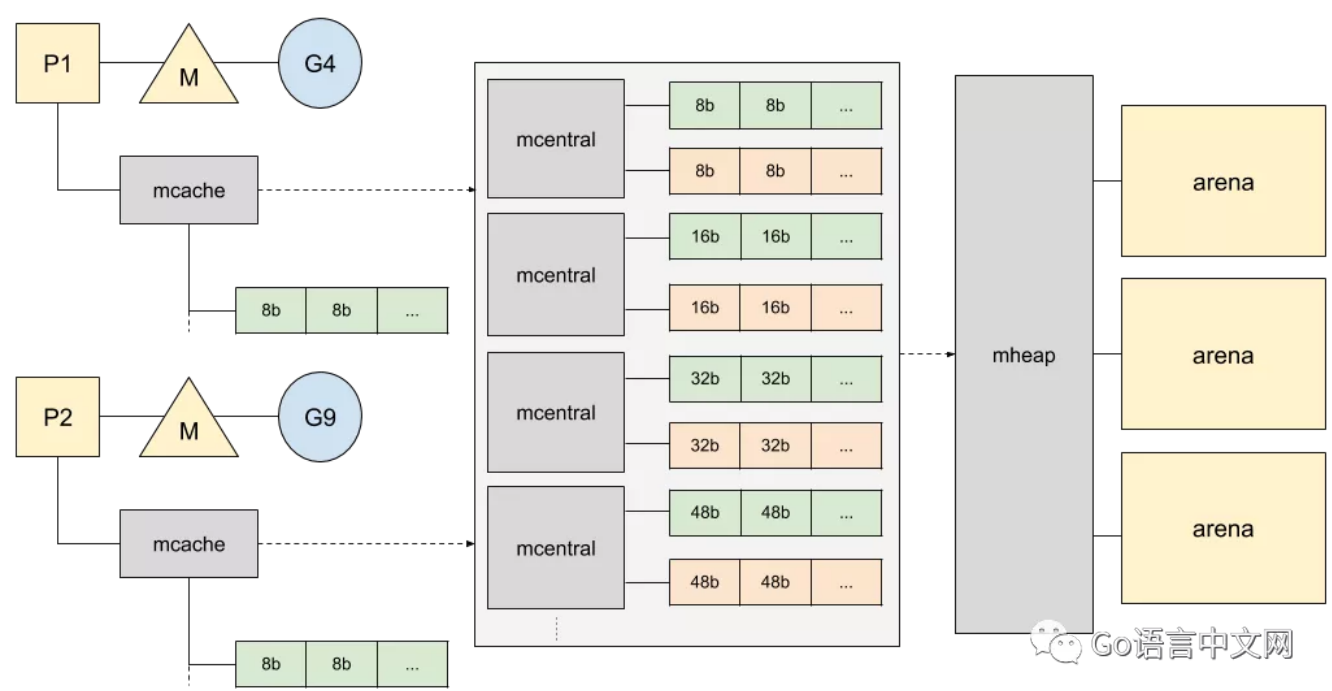 P1
M
G4
mcache
8b 8b ...
P2
M
G9
mcache
8b 8b ...
mcentral
8b 8b ...
8b 8b ...
mcentral
16b 16b ...
16b 16b ...
mcentral
32b 32b ...
32b 32b ...
mcentral
48b 48b ...
48b 48b ...
mheap
arena
arena
arena
Go语言中文网